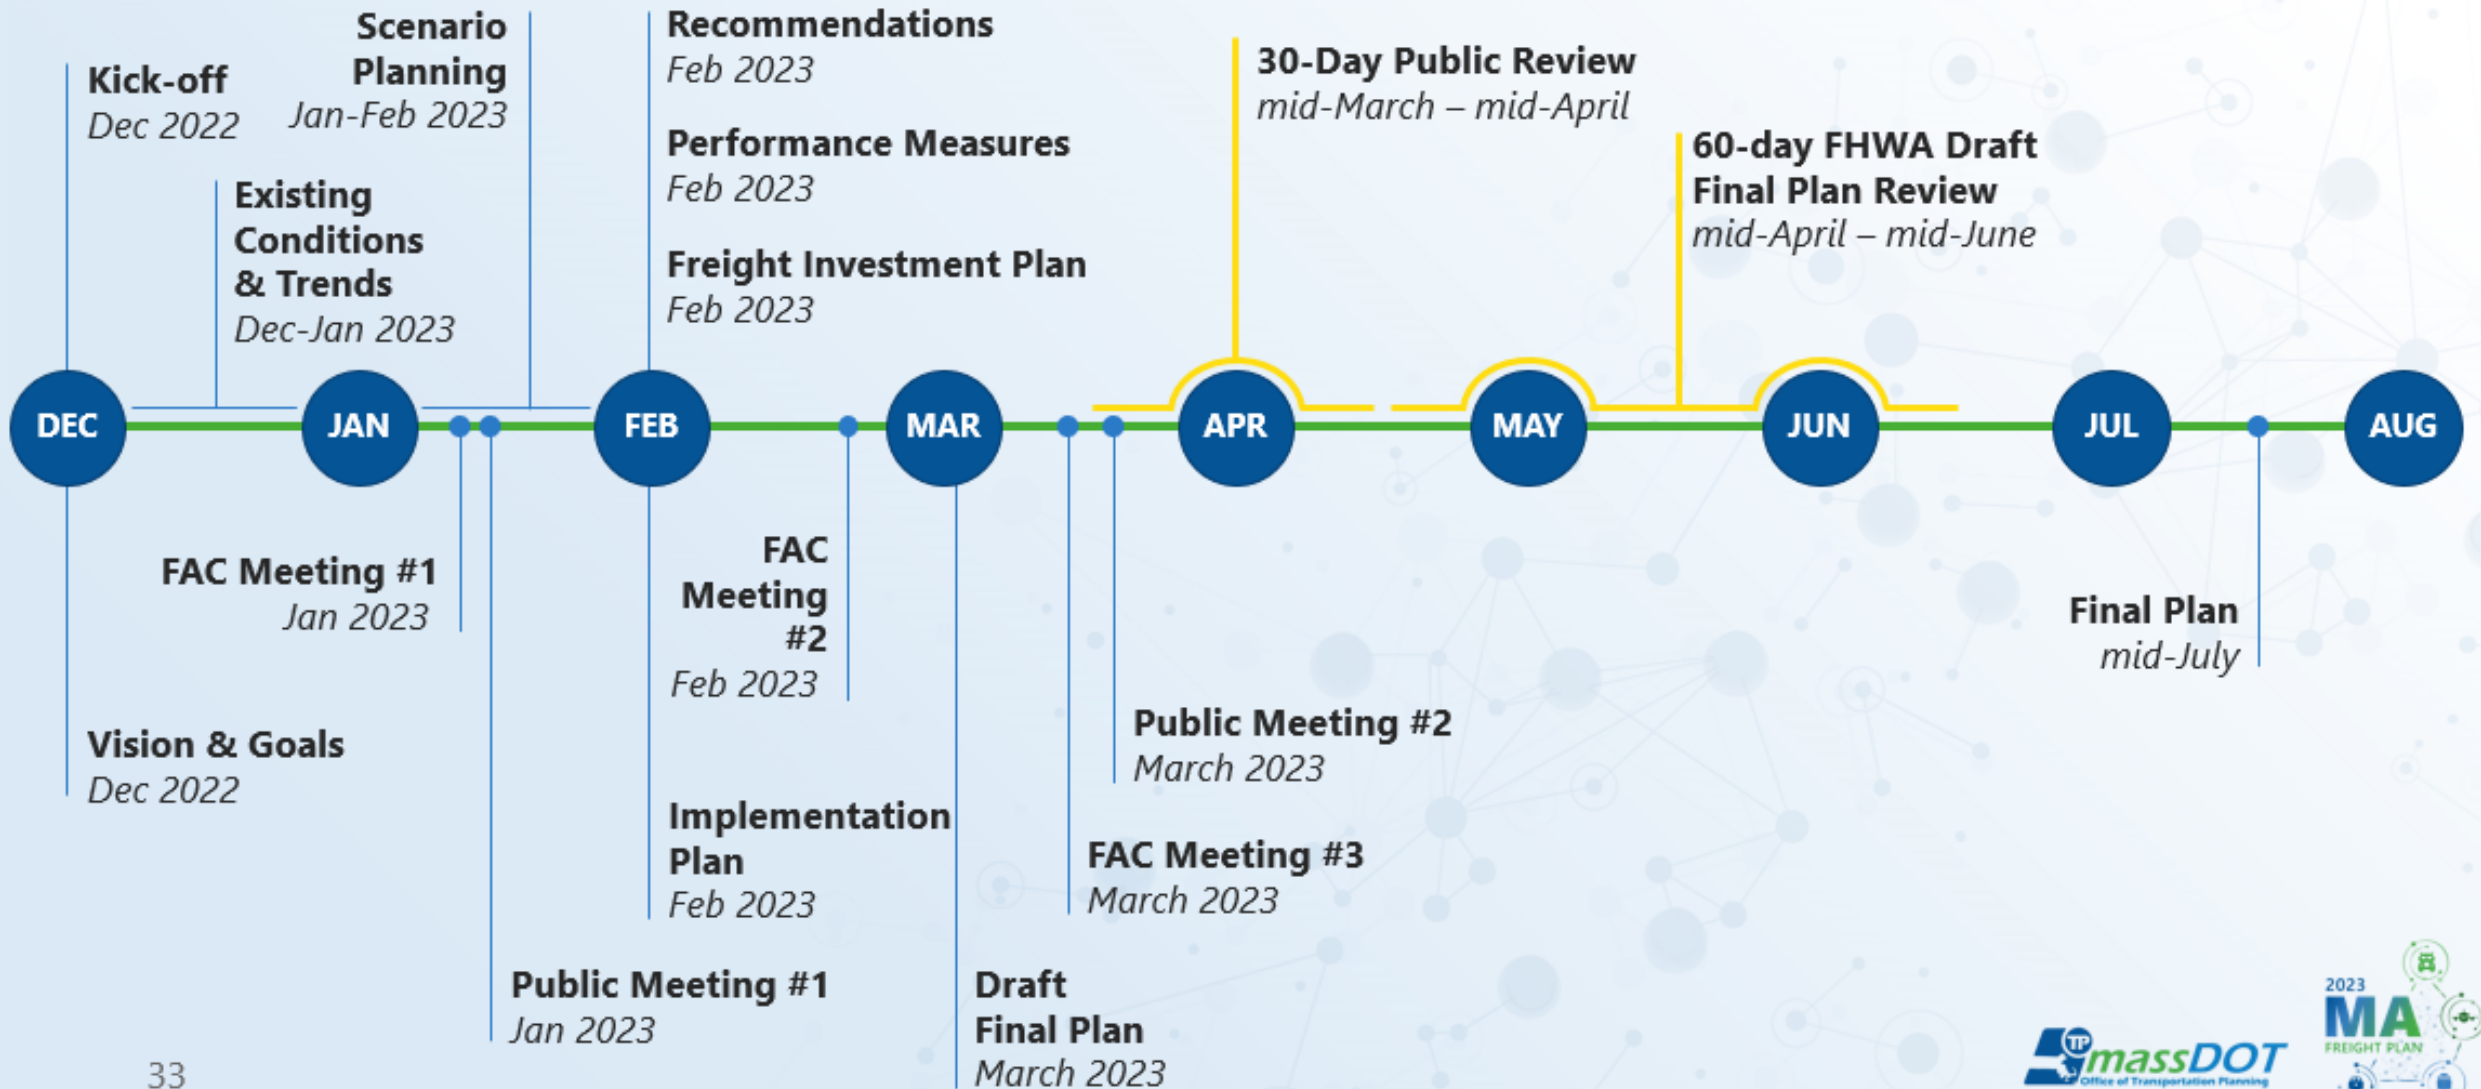 Scenario
Planning
Jan-Feb 2023
Recommendations
Feb 2023
Kick-off
Dec 2022
30-Day Public Review
mid-March – mid-April
Performance Measures
Feb 2023
60-day FHWA Draft
Final Plan Review
mid-April – mid-June
Existing
Conditions
& Trends
Dec-Jan 2023
Freight Investment Plan
Feb 2023
DEC
JAN
FEB
MAR
APR
MAY
JUN
JUL
AUG
FAC Meeting #1
Jan 2023
FAC
Meeting
#2
Feb 2023
Final Plan
mid-July
Vision & Goals
Dec 2022
Public Meeting #2
March 2023
Implementation
Plan
Feb 2023
FAC Meeting #3
March 2023
Public Meeting #1
Jan 2023
Draft
Final Plan
March 2023
33
TP
massDOT
Office of Transportation Planning
2023
MA
FREIGHT PLAN